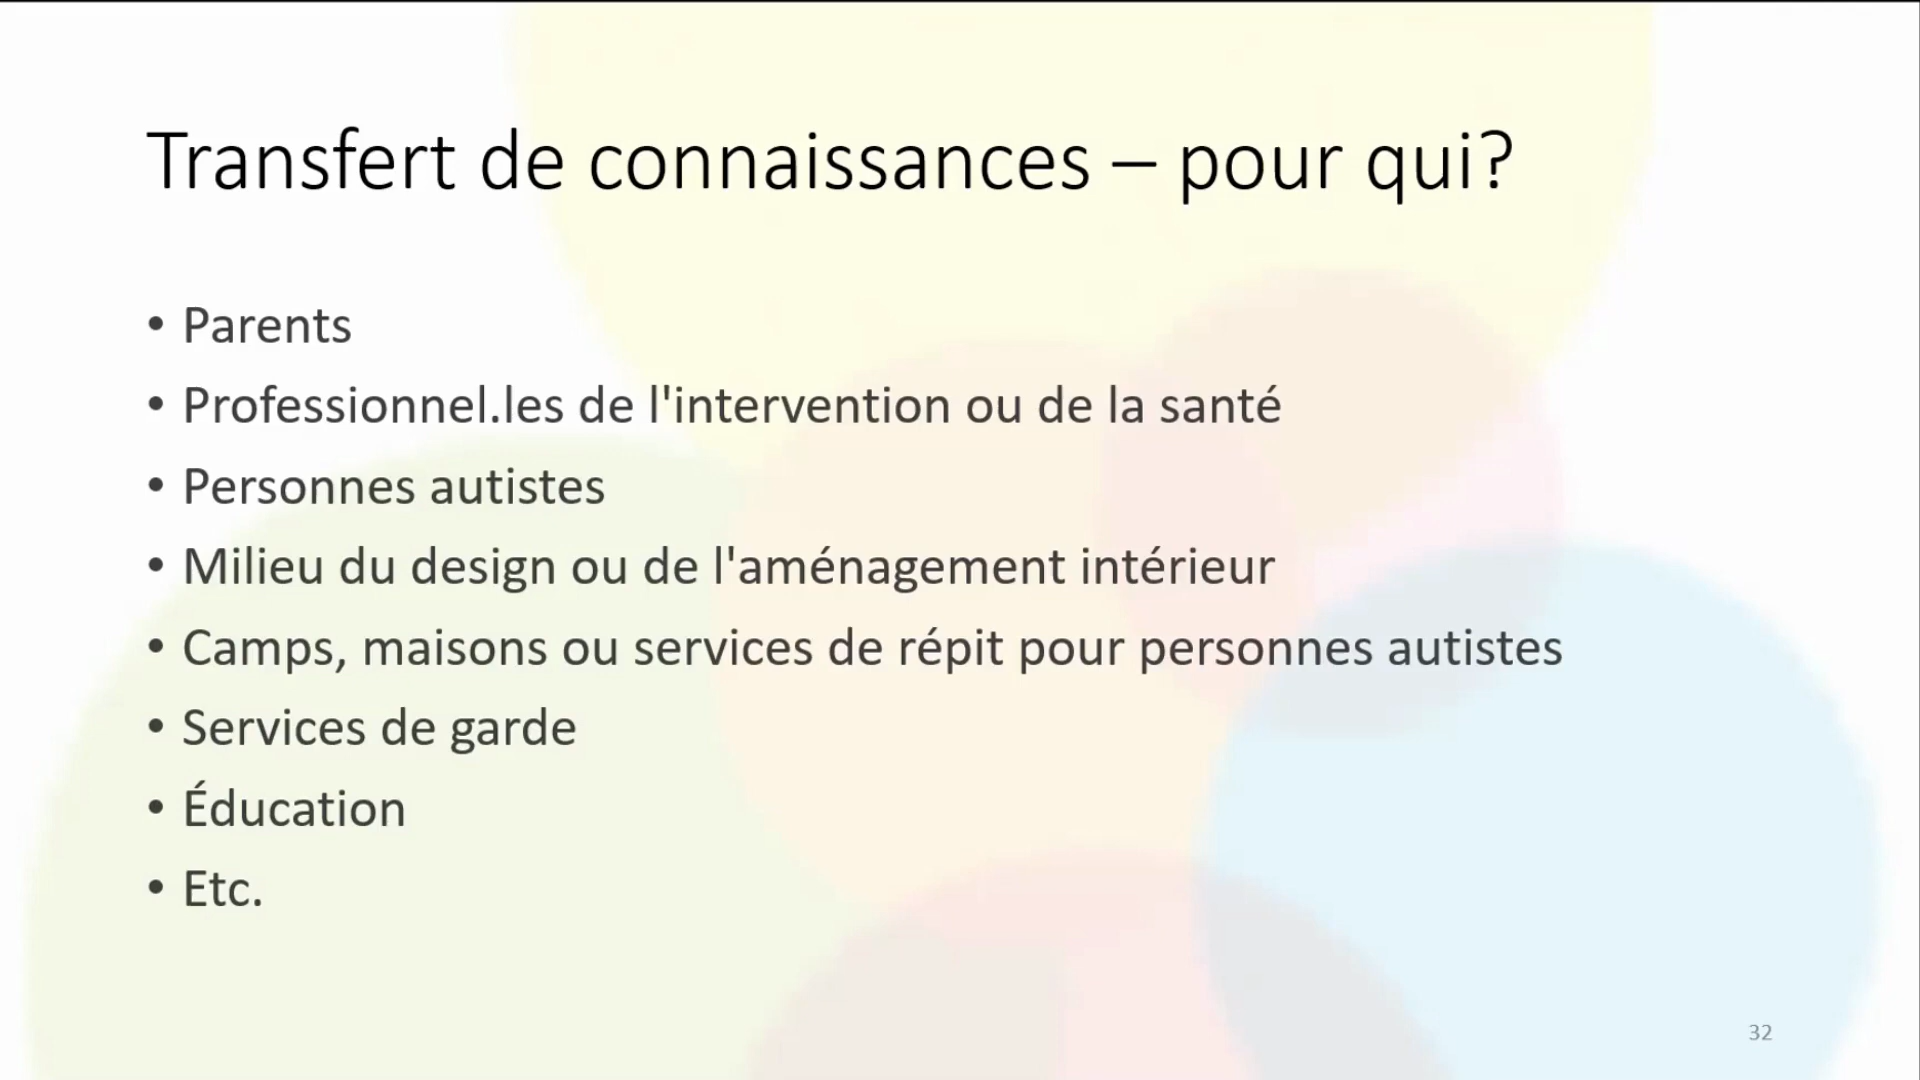 Transfert de connaissances – pour qui?
• Parents
• Professionnel.les de l'intervention ou de la santé
• Personnes autistes
• Milieu du design ou de l'aménagement intérieur
• Camps, maisons ou services de répit pour personnes autistes
• Services de garde
• Éducation
• Etc.
32